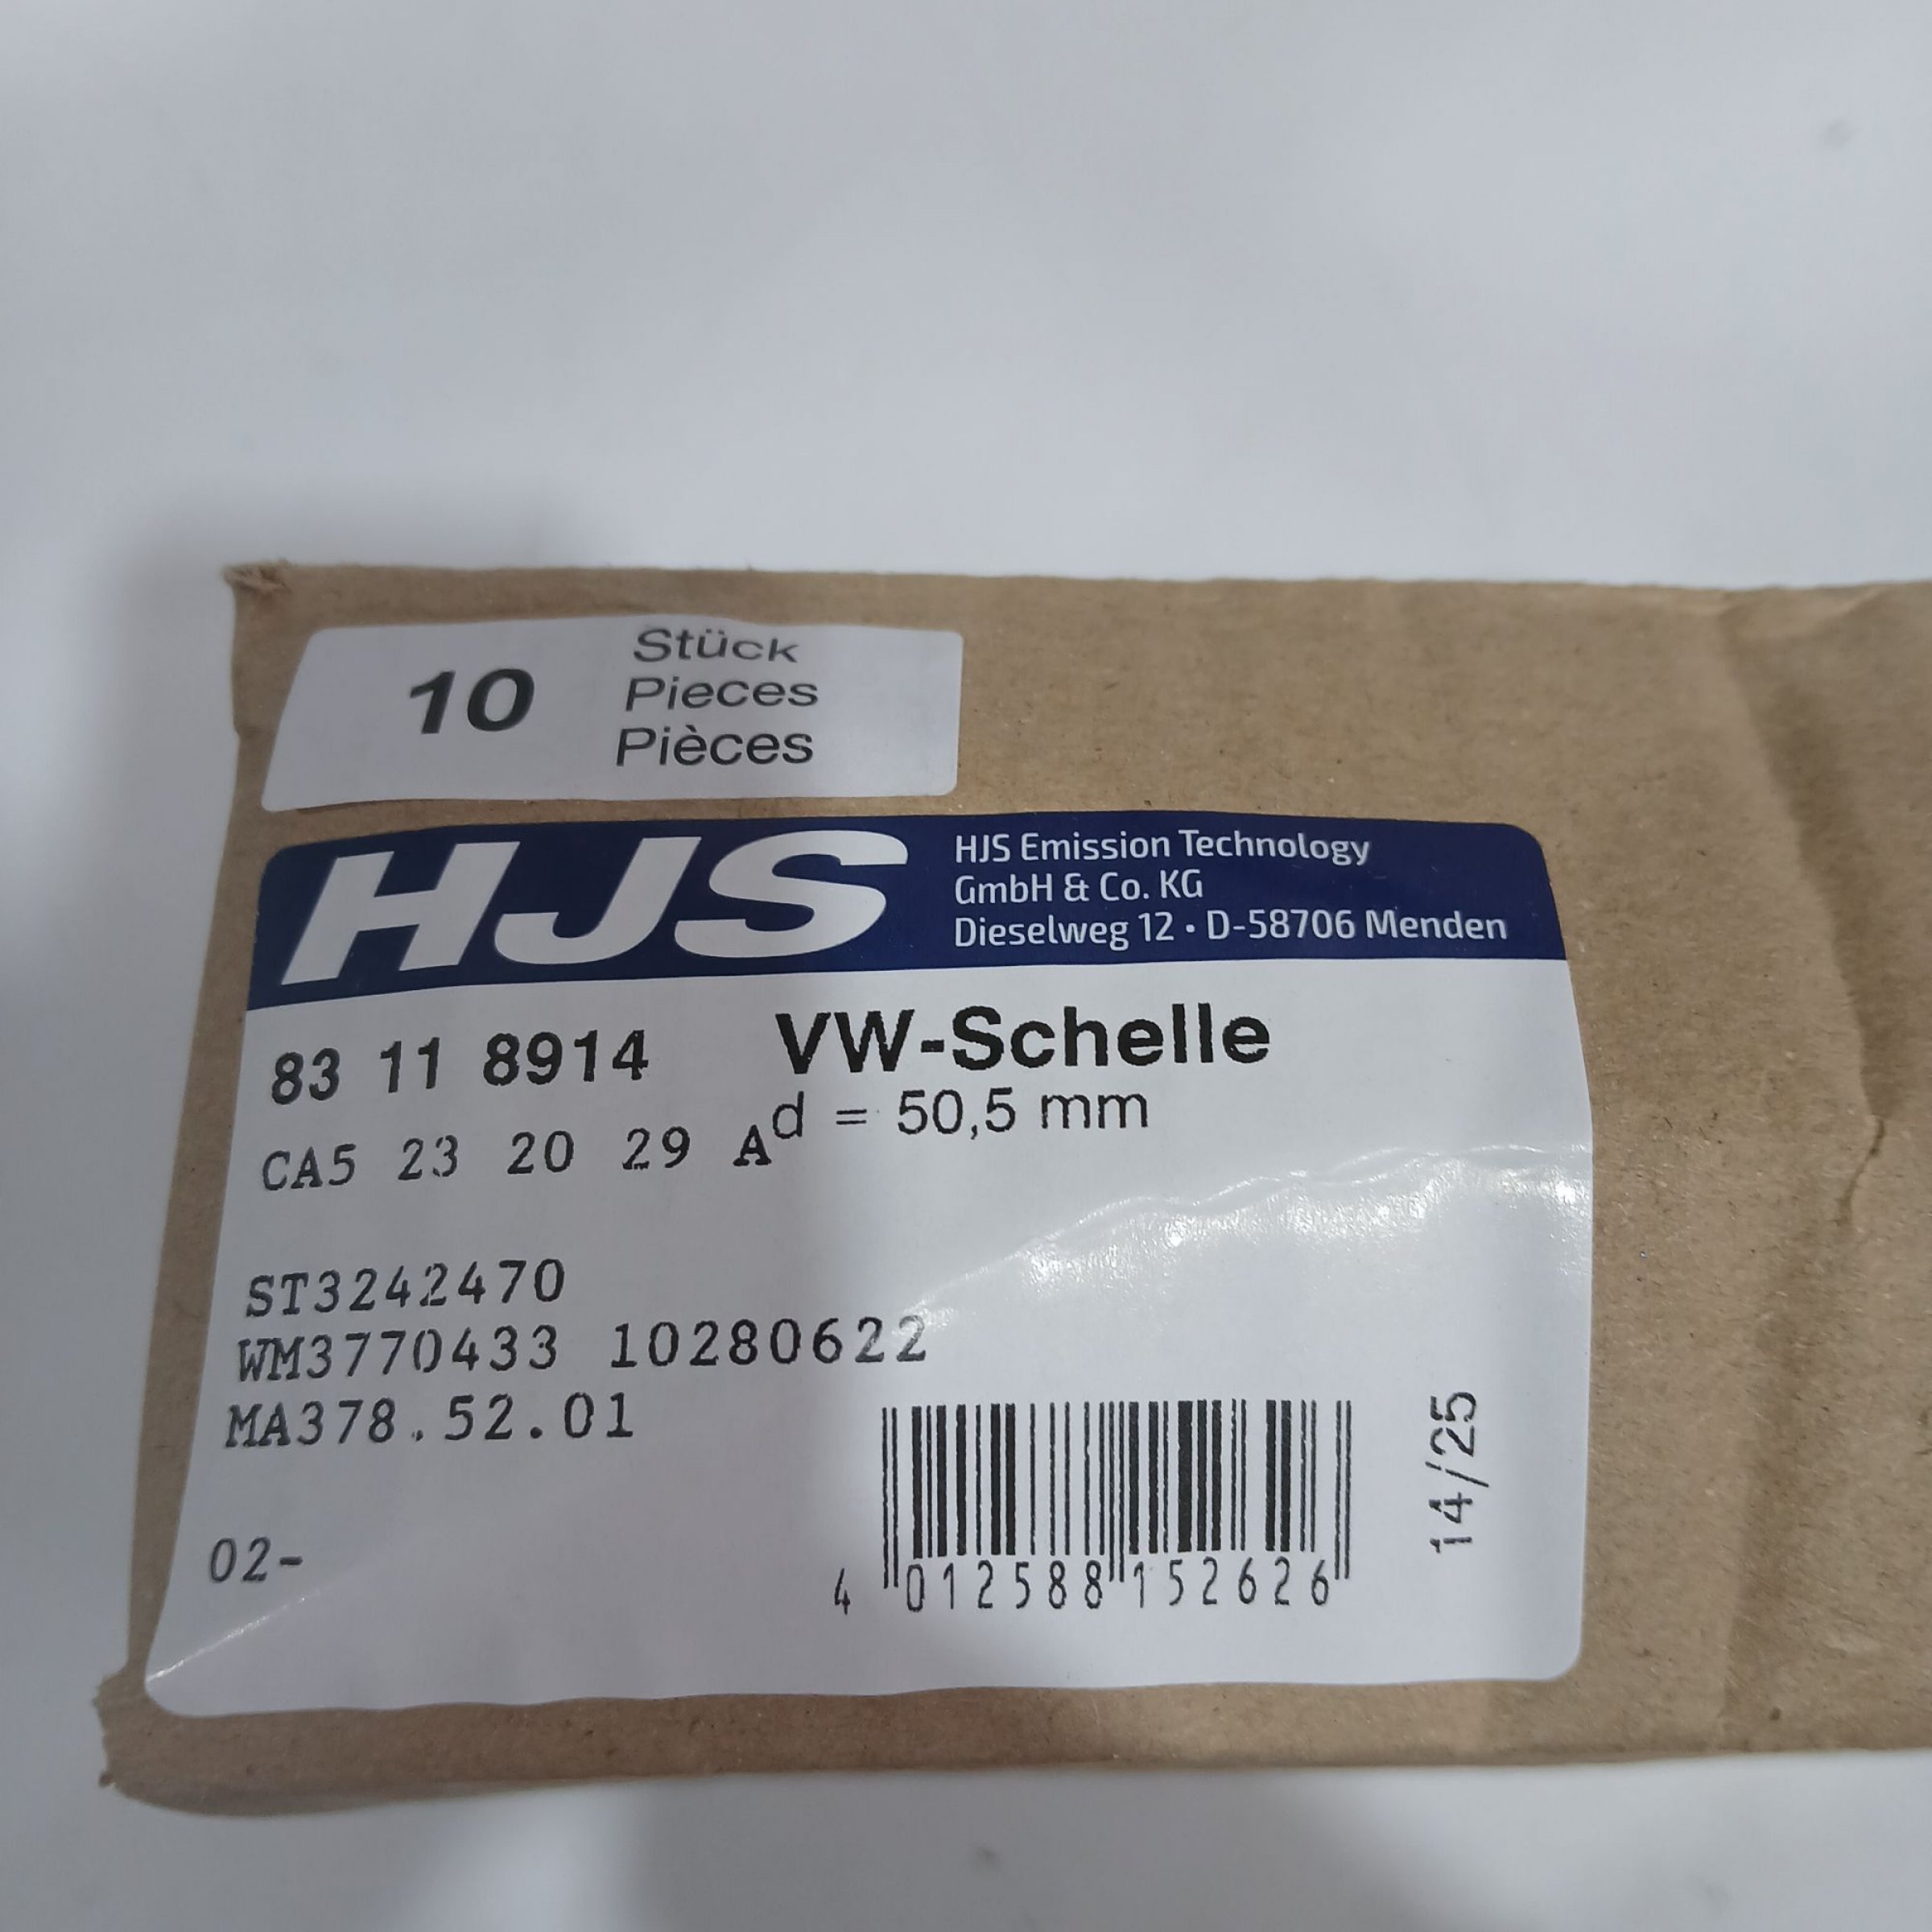 10
Stück
Pieces
Pièces
HJS
HJS Emission Technology
GmbH & Co. KG
Dieselweg 12 • D-58706 Menden
83 11 8914
VW-Schelle
d = 50,5 mm
CA5 23 20 29 A
ST3242470
WM3770433 10280622
MA378.52.01
02-
4 012588 152626
14/25